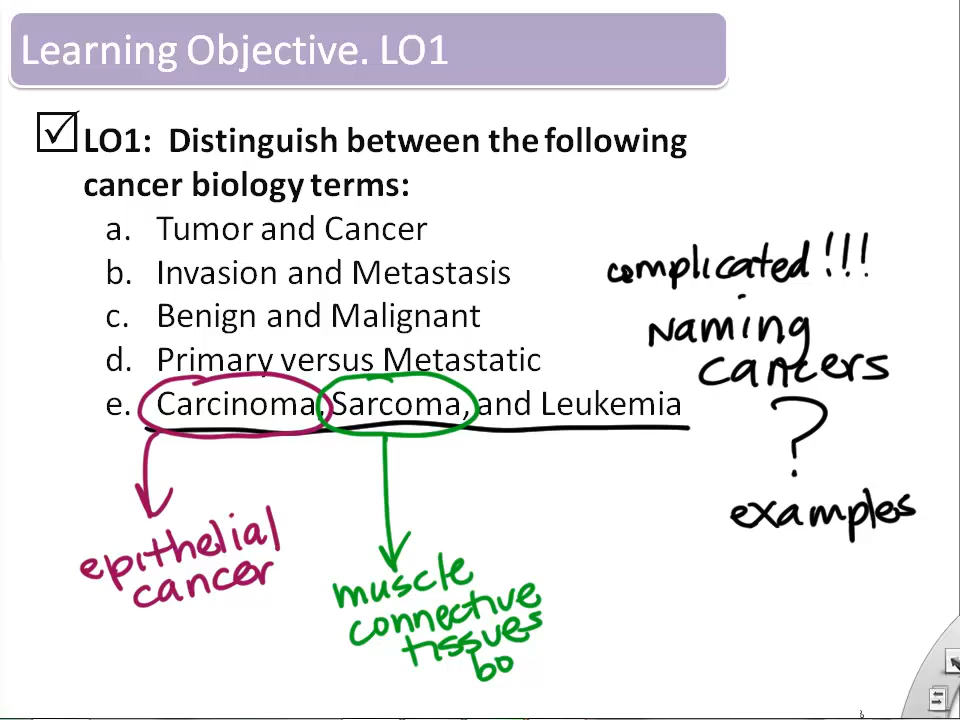 Learning Objective. LO1
LO1: Distinguish between the following
cancer biology terms:
a. Tumor and Cancer
b. Invasion and Metastasis
c. Benign and Malignant
d. Primary versus Metastatic
e. Carcinoma, Sarcoma, and Leukemia
complicated!!!
Naming
cancers
?
examples
epithelial
cancer
muscle
connective
tissues
bo